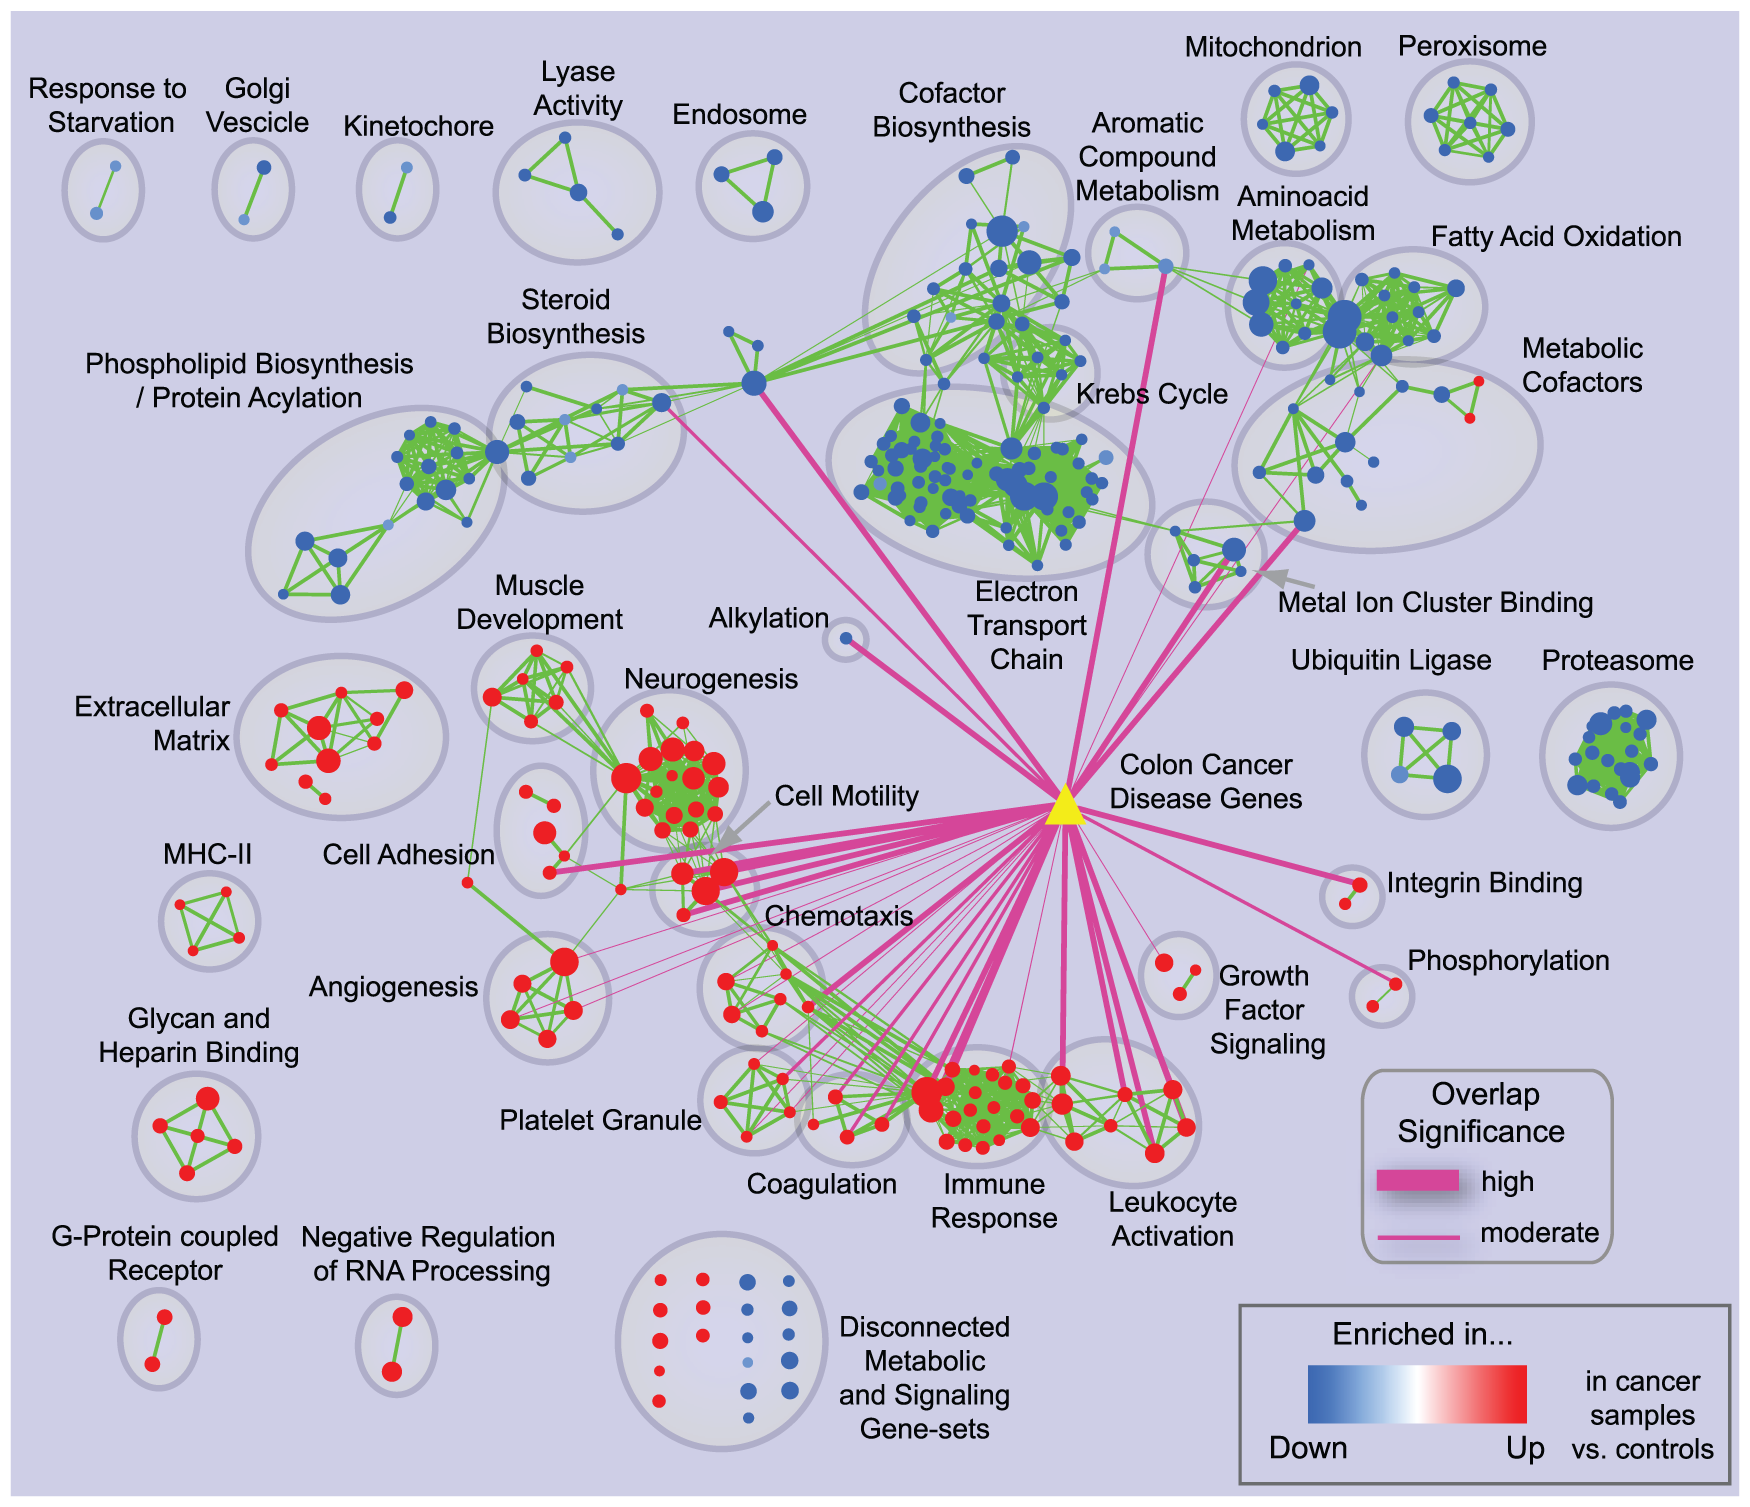 Mitochondrion
Peroxisome
Response to
Starvation
Golgi
Vescicle
Kinetochore
Lyase
Activity
Endosome
Cofactor
Biosynthesis
Aromatic
Compound
Metabolism
Aminoacid
Metabolism
Fatty Acid Oxidation
Steroid
Biosynthesis
Phospholipid Biosynthesis
/ Protein Acylation
Krebs Cycle
Metabolic
Cofactors
Muscle
Development
Alkylation
Electron
Transport
Chain
Metal Ion Cluster Binding
Ubiquitin Ligase
Proteasome
Extracellular
Matrix
Neurogenesis
Cell Motility
Colon Cancer
Disease Genes
MHC-II
Cell Adhesion
Integrin Binding
Chemotaxis
Phosphorylation
Angiogenesis
Growth
Factor
Signaling
Glycan and
Heparin Binding
Platelet Granule
Coagulation
Immune
Response
Leukocyte
Activation
Overlap
Significance
high
moderate
G-Protein coupled
Receptor
Negative Regulation
of RNA Processing
Disconnected
Metabolic
and Signaling
Gene-sets
Enriched in...
Down
Up
in cancer
samples
vs. controls